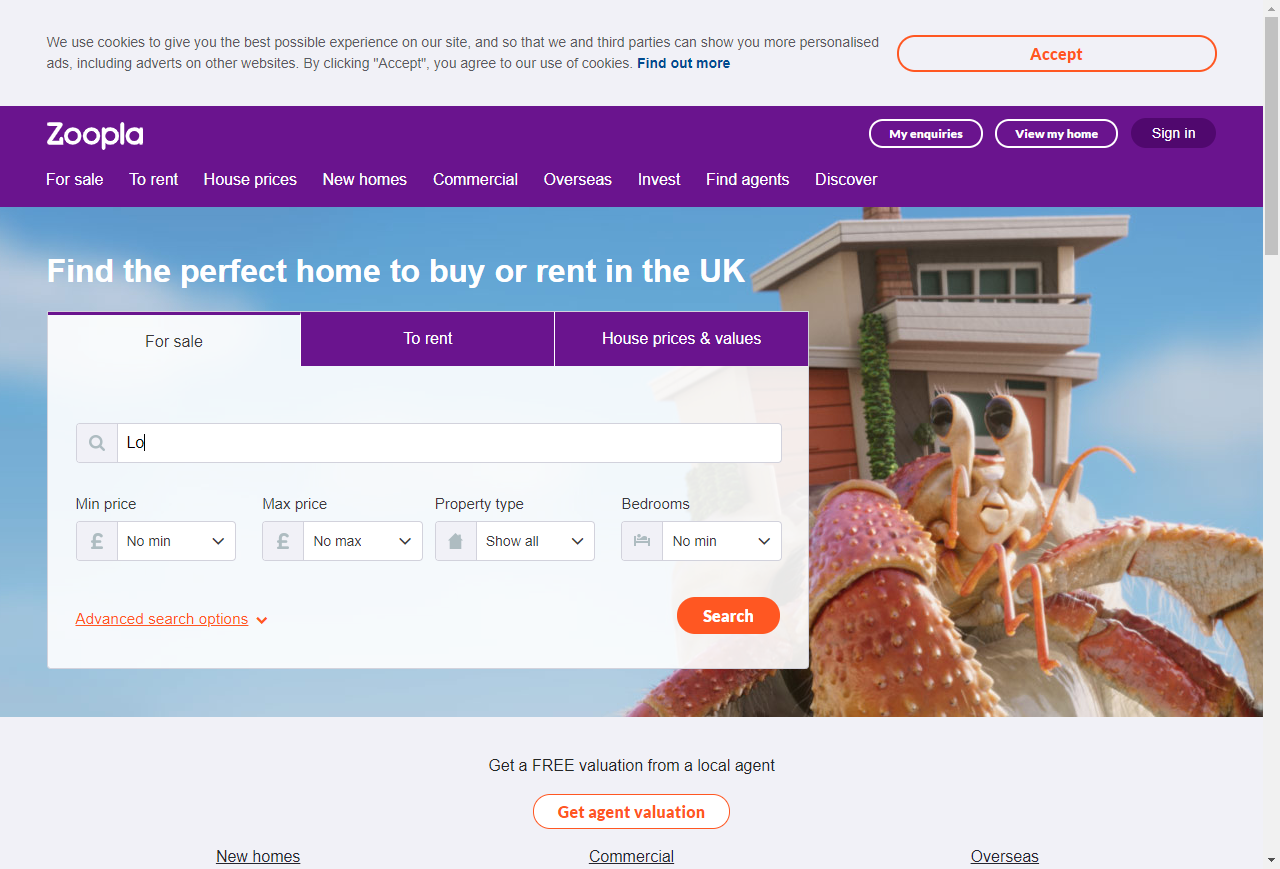 We use cookies to give you the best possible experience on our site, and so that we and third parties can show you more personalised
ads, including adverts on other websites. By clicking "Accept", you agree to our use of cookies. Find out more
Accept
Zoopla
My enquiries
View my home
Sign in
For sale
To rent
House prices
New homes
Commercial
Overseas
Invest
Find agents
Discover
Find the perfect home to buy or rent in the UK
For sale
To rent
House prices & values
Lo
Min price
Max price
Property type
Bedrooms
£
No min
£
No max
Show all
No min
Advanced search options
Search
Get a FREE valuation from a local agent
Get agent valuation
New homes
Commercial
Overseas